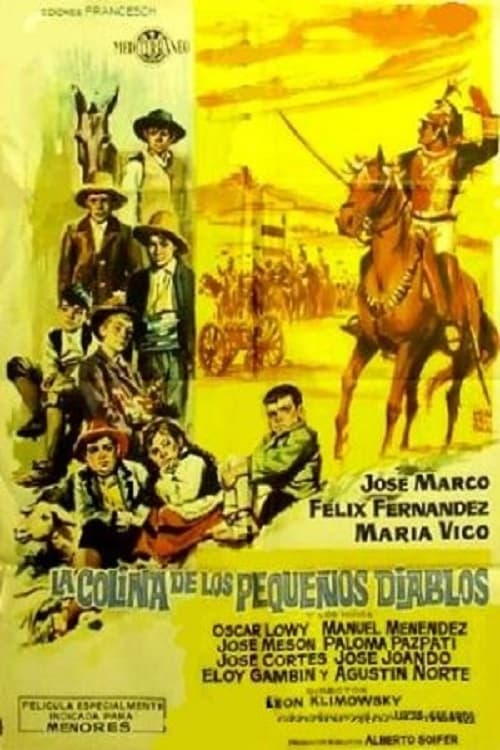 FRANCESCH
MEDITERRANEO
JOSE MARCO
FELIX FERNANDEZ
MARIA VICO
LA COLINA DE LOS PEQUEÑOS DIABLOS
Y LOS NIÑOS
OSCAR LOWY MANUEL MENENDEZ
JOSE MESON PALOMA PAZPATI
JOSE CORTES JOSE JOANDO
ELOY GAMBIN Y AGUSTIN NORTE
DIRECTOR
LEON KLIMOWSKY
ALBERTO SOIFER
PELICULA ESPECIALMENTE
INDICADA PARA
MENORES